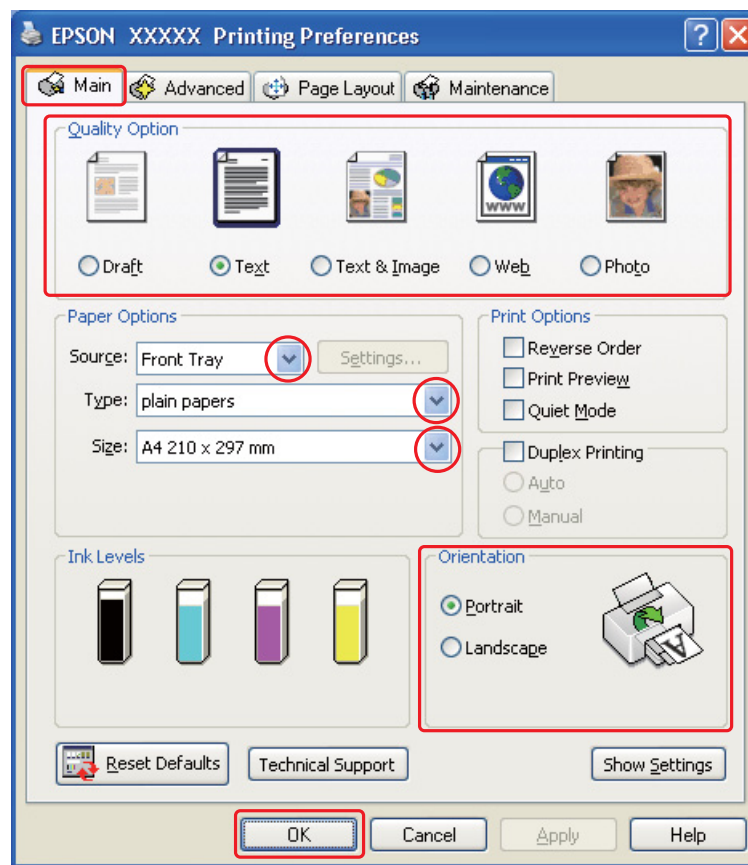 EPSON XXXXX Printing Preferences
Main Advanced Page Layout Maintenance
Quality Option
WWW
Draft Text Text & Image Web Photo
Paper Options
Source: Front Tray Settings...
Type: plain papers
Size: A4 210 x 297 mm
Print Options
Reverse Order
Print Preview
Quiet Mode
Duplex Printing
Auto
Manual
Ink Levels
Orientation
Portrait
Landscape
A
Reset Defaults Technical Support Show Settings
OK Cancel Apply Help